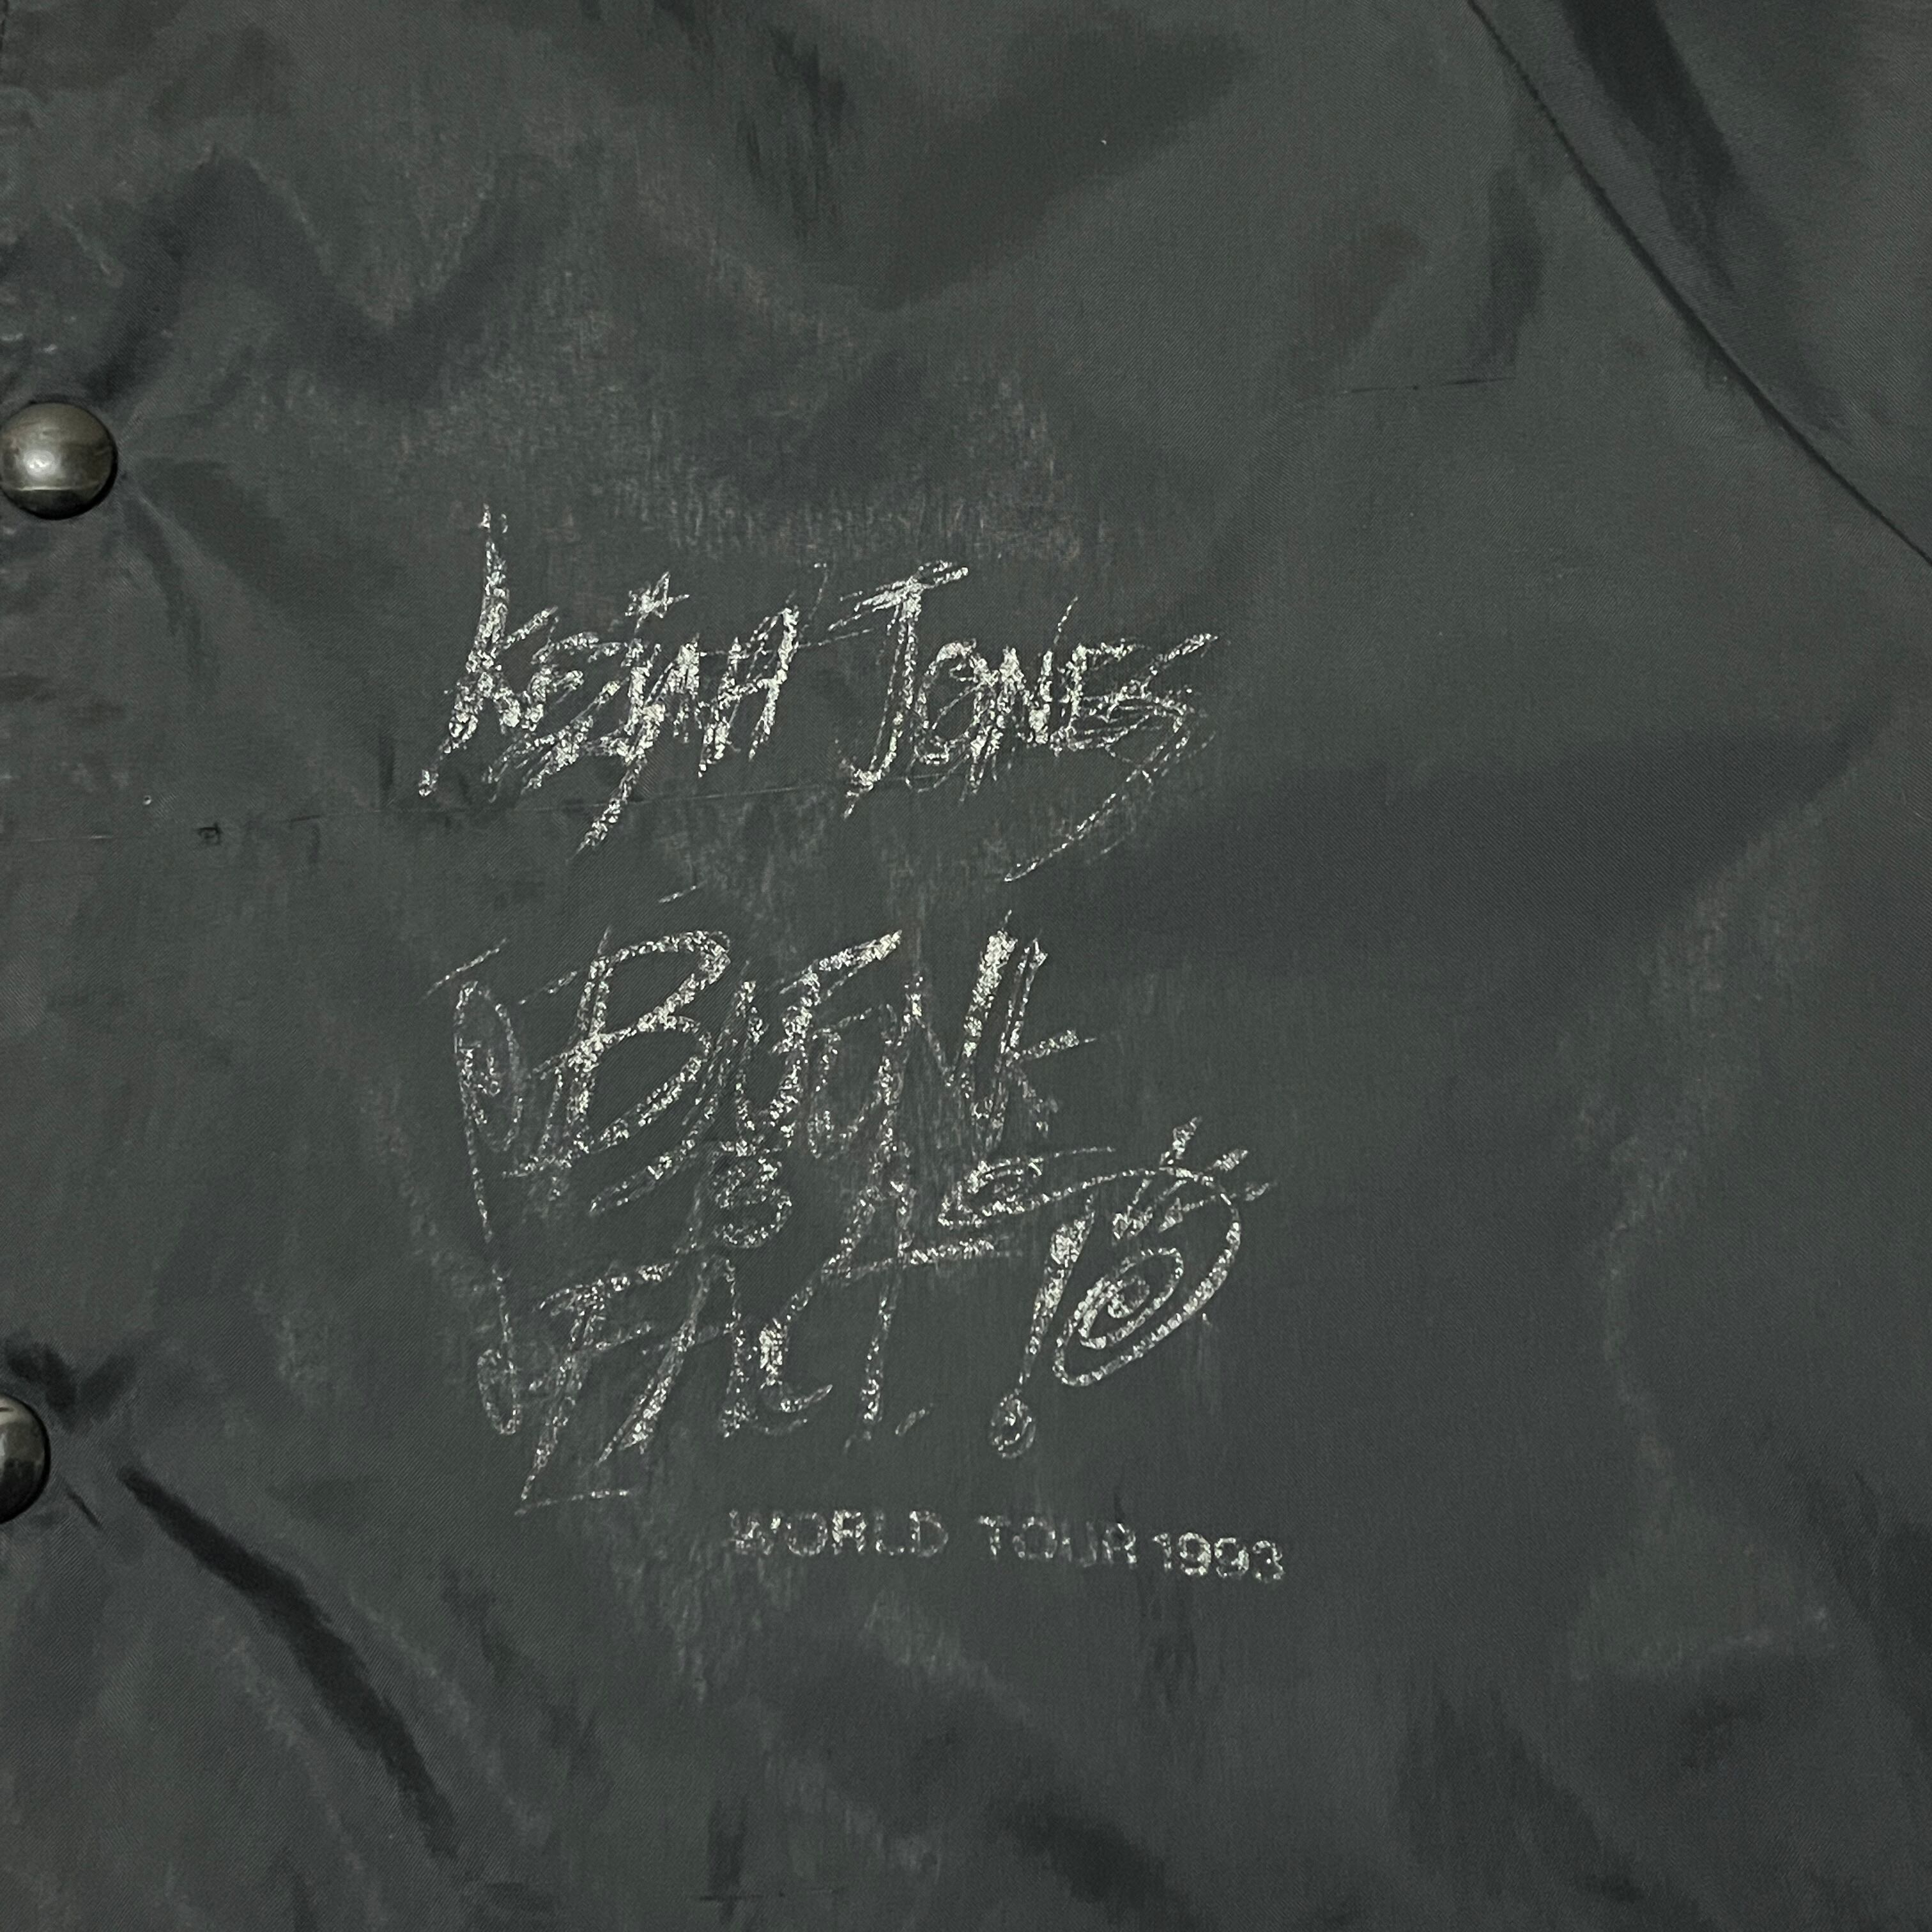 KEZIAH JONES
BLUFUNK
IS A
FACT!
WORLD TOUR 1993